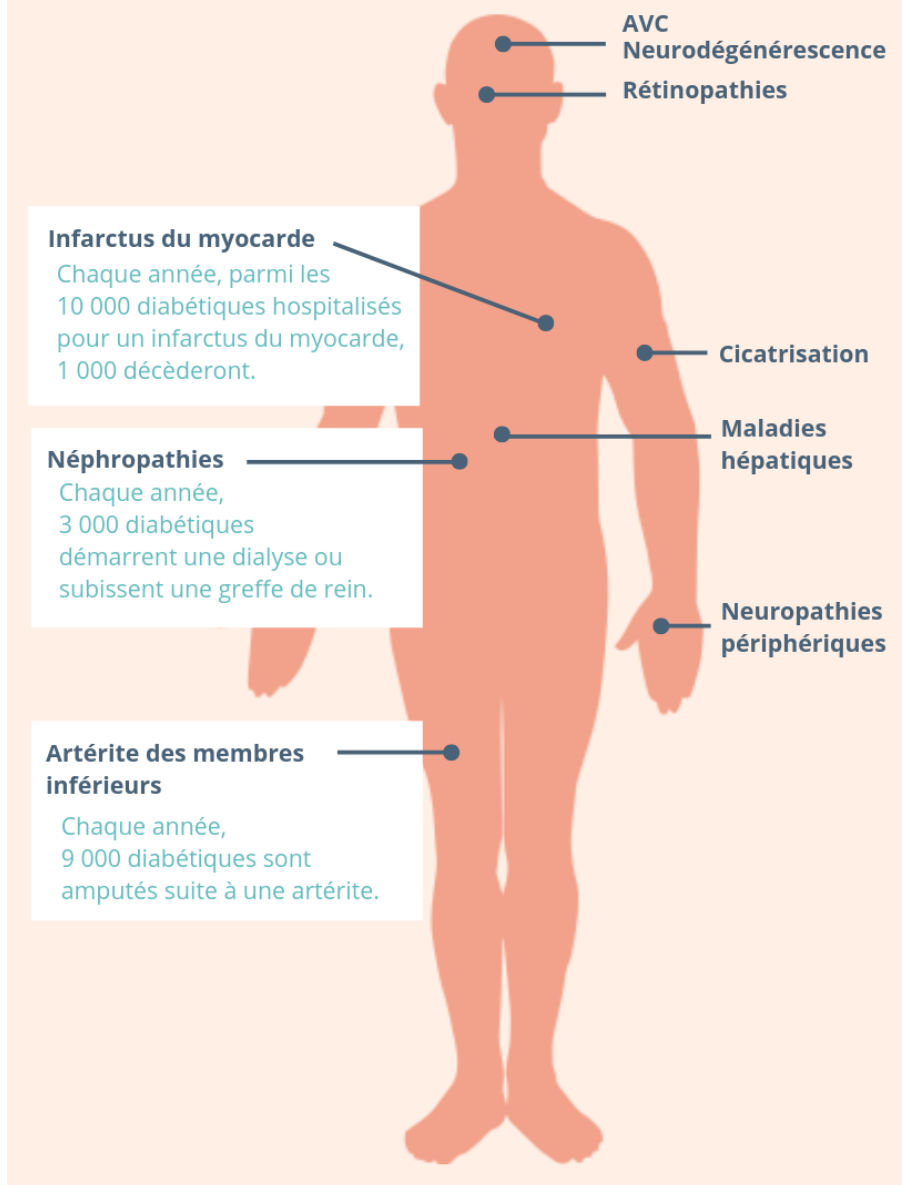 AVC
Neurodégénérescence
Rétinopathies
Infarctus du myocarde
Chaque année, parmi les
10 000 diabétiques hospitalisés
pour un infarctus du myocarde,
1 000 décèderont.
Cicatrisation
Maladies
hépatiques
Néphropathies
Chaque année,
3 000 diabétiques
démarrent une dialyse ou
subissent une greffe de rein.
Neuropathies
périphériques
Artérite des membres
inférieurs
Chaque année,
9 000 diabétiques sont
amputés suite à une artérite.